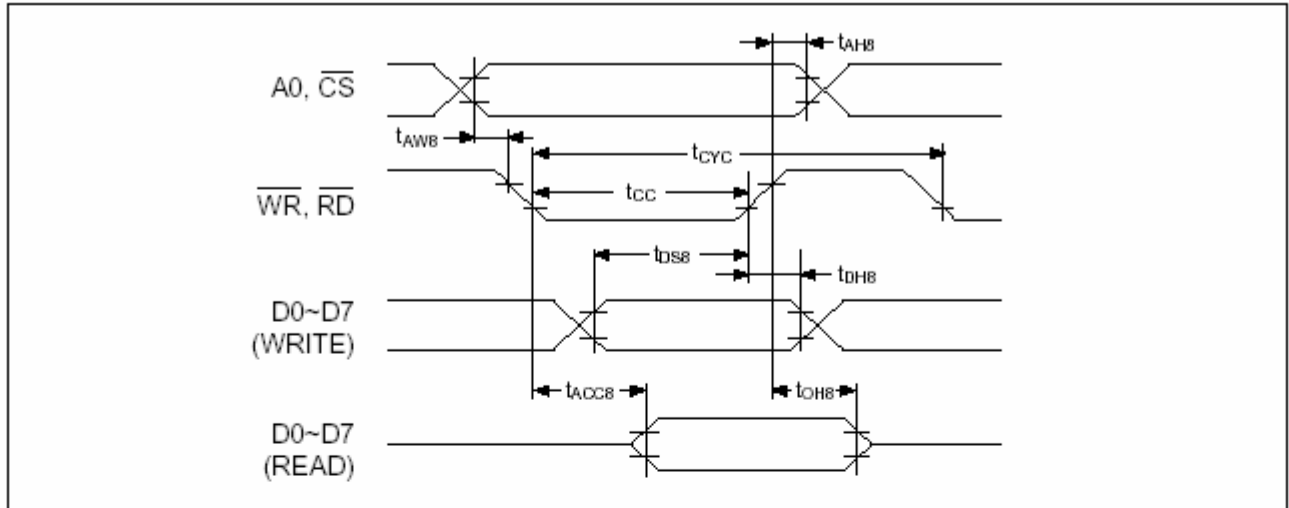 tAH8
A0, CS
tAW8
tCYC
WR, RD
tCC
tDS8
tDH8
D0~D7
(WRITE)
tACC8
tOH8
D0~D7
(READ)